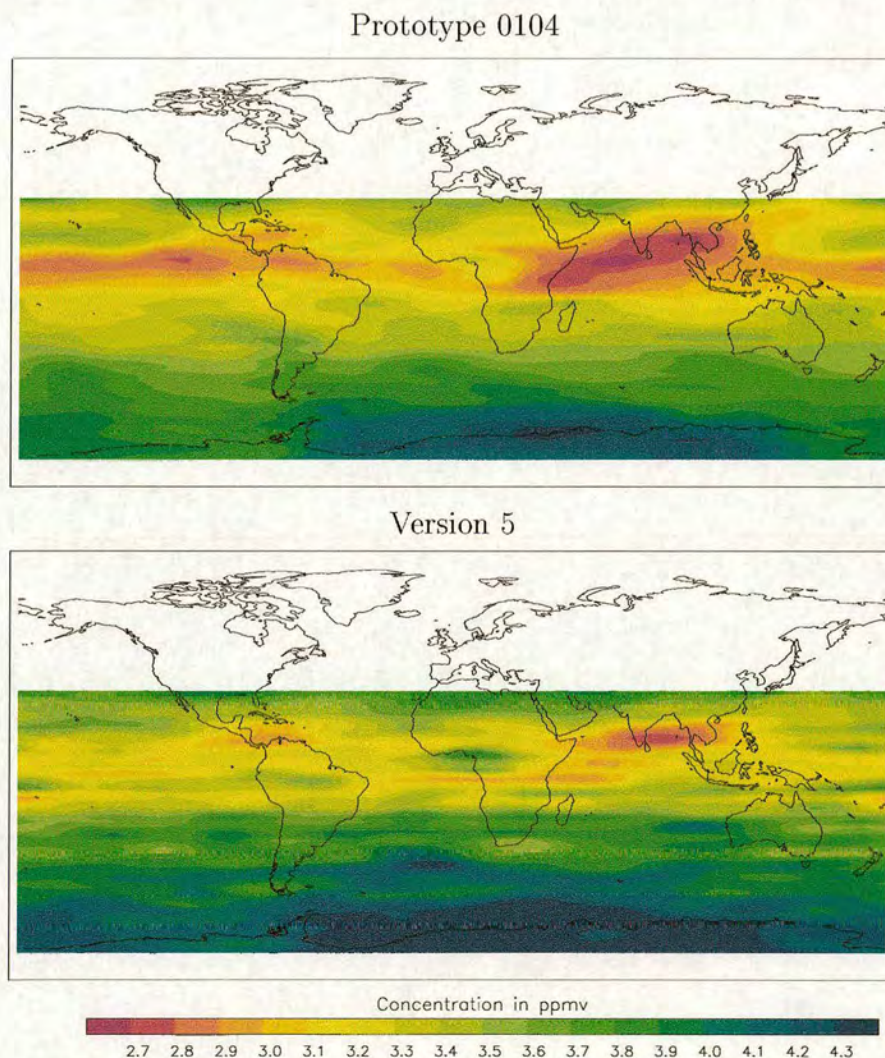 Prototype 0104
Version 5
Concentration in ppmv
2.7 2.8 2.9 3.0 3.1 3.2 3.3 3.4 3.5 3.6 3.7 3.8 3.9 4.0 4.1 4.2 4.3